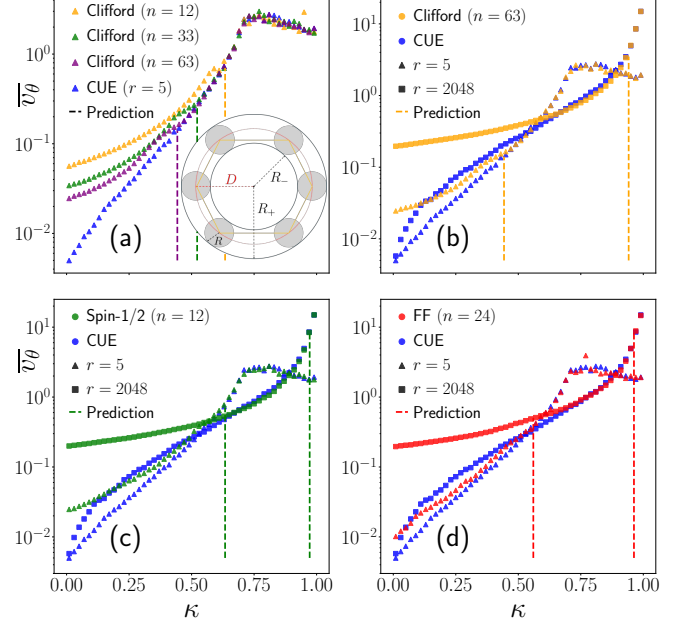 Clifford (n = 12)
Clifford (n = 33)
Clifford (n = 63)
CUE (r = 5)
Prediction
10⁰
10⁻¹
10⁻²
v̅_θ
(a)
D
R₋
R₊
R
Clifford (n = 63)
CUE
r = 5
r = 2048
Prediction
10¹
10⁰
10⁻¹
10⁻²
(b)
Spin-1/2 (n = 12)
CUE
r = 5
r = 2048
Prediction
10¹
10⁰
10⁻¹
10⁻²
v̅_θ
(c)
0.00 0.25 0.50 0.75 1.00
κ
FF (n = 24)
CUE
r = 5
r = 2048
Prediction
10¹
10⁰
10⁻¹
10⁻²
(d)
0.00 0.25 0.50 0.75 1.00
κ